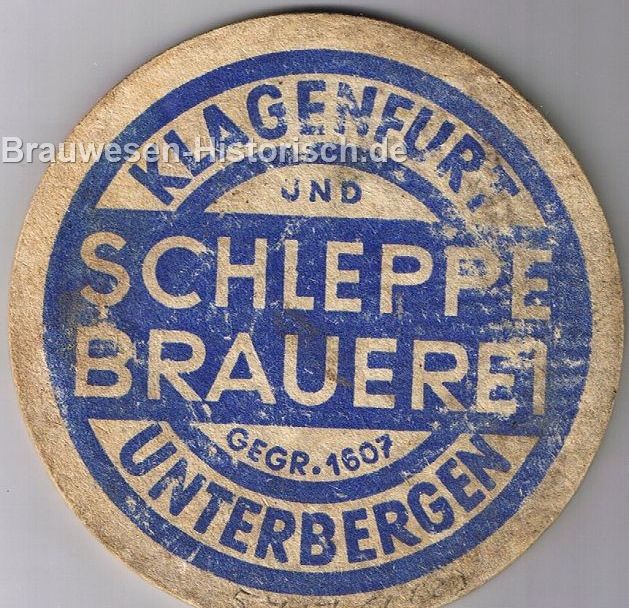 KLAGENFURT
Brauwesen-Historisch.de
UND
SCHLEPPE
BRAUEREI
GEGR. 1607
UNTERBERGEN